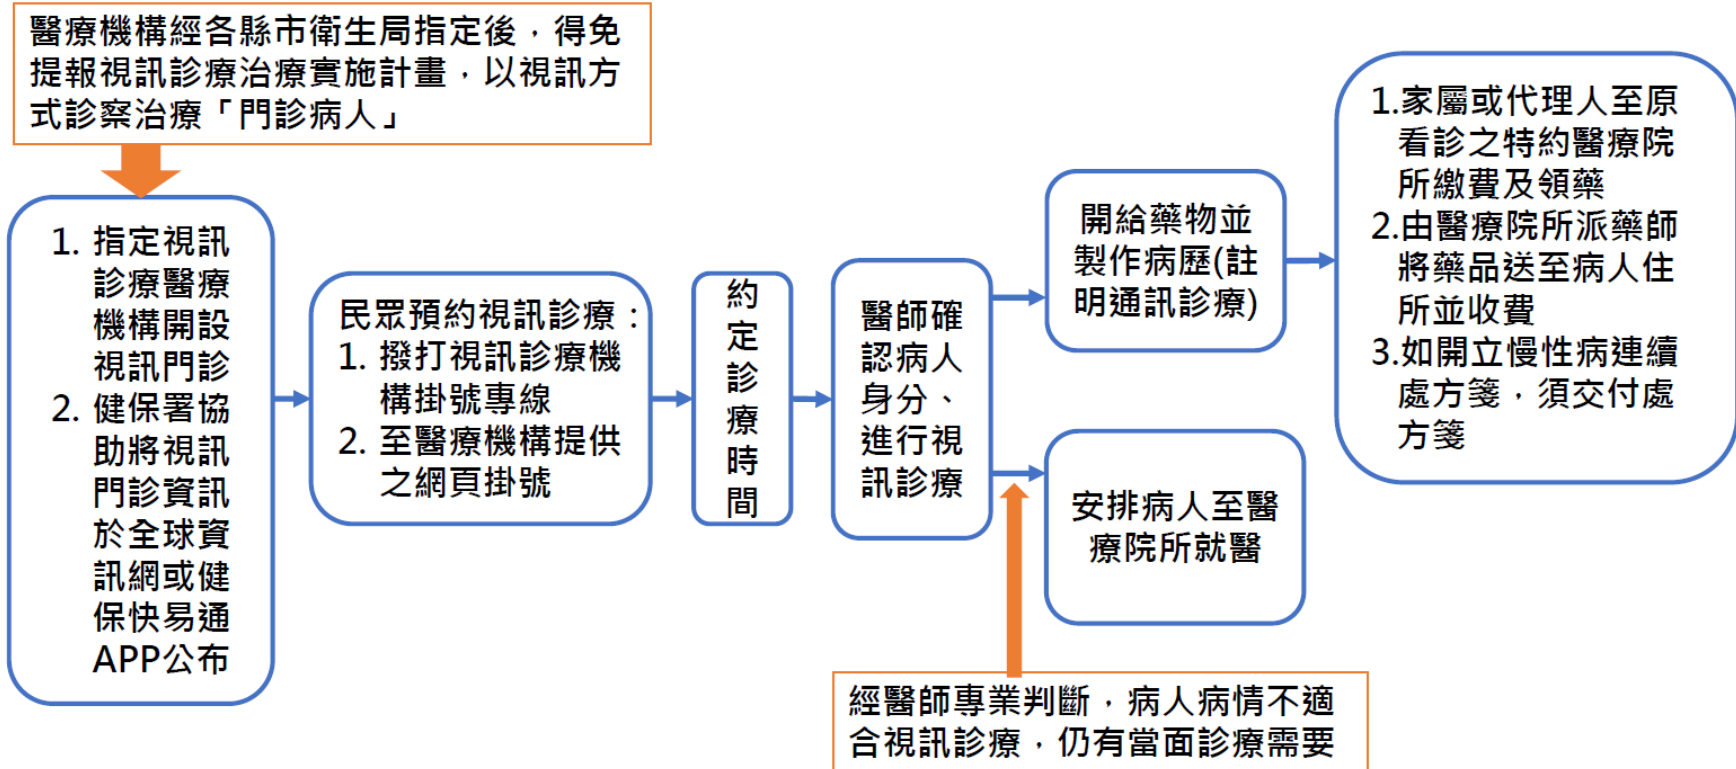 醫療機構經各縣市衛生局指定後，得免
提報視訊診療治療實施計畫，以視訊方
式診察治療「門診病人」
1. 指定視訊
診療醫療
機構開設
視訊門診
2. 健保署協
助將視訊
門診資訊
於全球資
訊網或健
保快易通
APP公布
民眾預約視訊診療：
1. 撥打視訊診療機
構掛號專線
2. 至醫療機構提供
之網頁掛號
約
定
診
療
時
間
醫師確
認病人
身分、
進行視
訊診療
開給藥物並
製作病歷(註
明通訊診療)
安排病人至醫
療院所就醫
1.家屬或代理人至原
看診之特約醫療院
所繳費及領藥
2.由醫療院所派藥師
將藥品送至病人住
所並收費
3.如開立慢性病連續
處方箋，須交付處
方箋
經醫師專業判斷，病人病情不適
合視訊診療，仍有當面診療需要